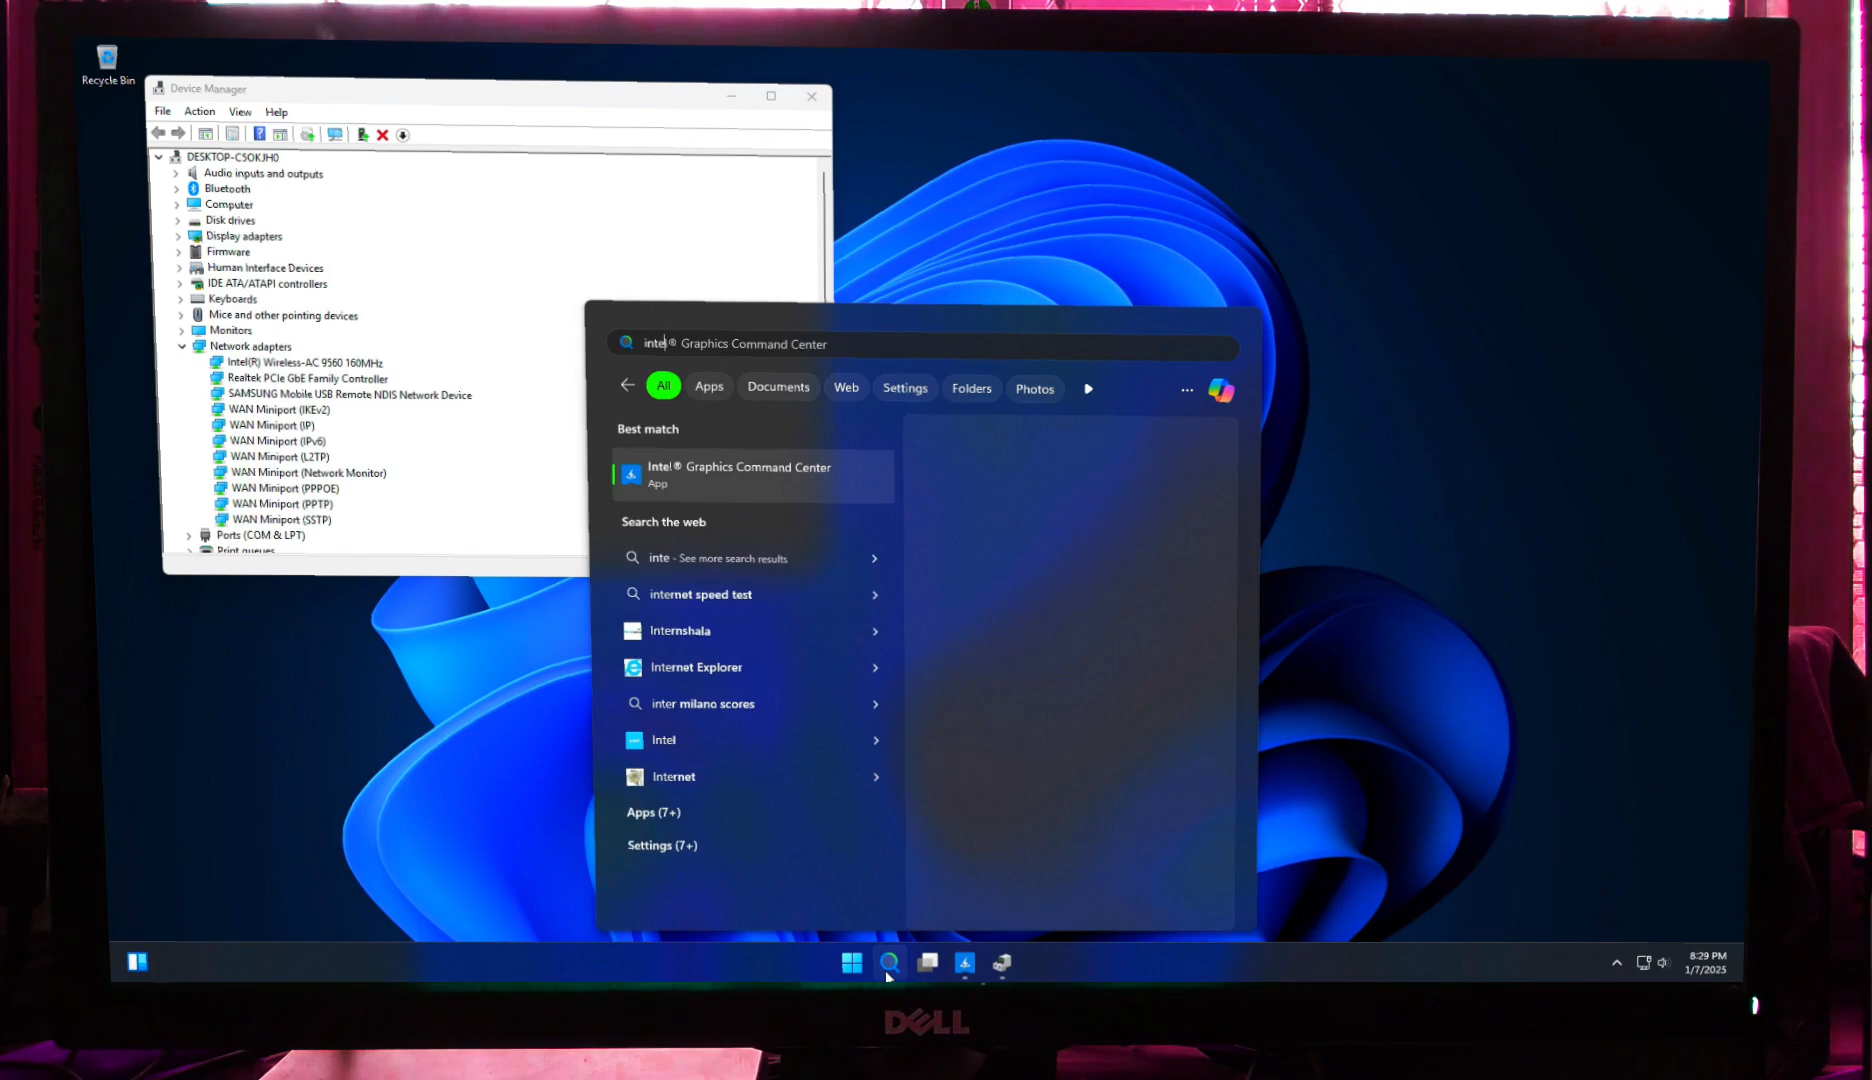 Recycle Bin
Device Manager
File Action View Help
DESKTOP-C5OKJH0
Audio inputs and outputs
Bluetooth
Computer
Disk drives
Display adapters
Firmware
Human Interface Devices
IDE ATA/ATAPI controllers
Keyboards
Mice and other pointing devices
Monitors
Network adapters
Intel(R) Wireless-AC 9560 160MHz
Realtek PCIe GbE Family Controller
SAMSUNG Mobile USB Remote NDIS Network Device
WAN Miniport (IKEv2)
WAN Miniport (IP)
WAN Miniport (IPv6)
WAN Miniport (L2TP)
WAN Miniport (Network Monitor)
WAN Miniport (PPPOE)
WAN Miniport (PPTP)
WAN Miniport (SSTP)
Ports (COM & LPT)
Print queues
intel® Graphics Command Center
All Apps Documents Web Settings Folders Photos
Best match
Intel® Graphics Command Center
App
Search the web
inte - See more search results
internet speed test
Internshala
Internet Explorer
inter milano scores
Intel
Internet
Apps (7+)
Settings (7+)
8:29 PM
1/7/2025
DELL